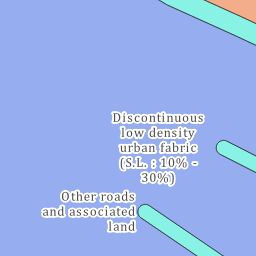 Discontinuous
low density
urban fabric
(S.L. : 10% -
30%)
Other roads
and associated
land